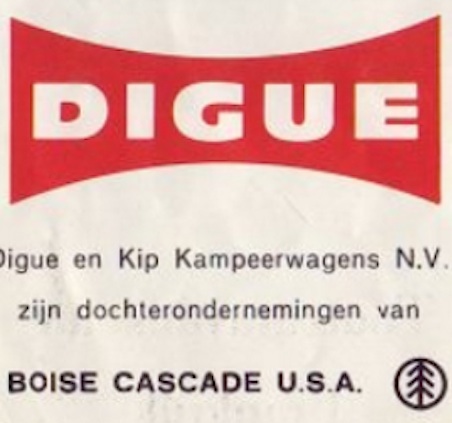 DIGUE
Digue en Kip Kampeerwagens N.V.
zijn dochterondernemingen van
BOISE CASCADE U.S.A.